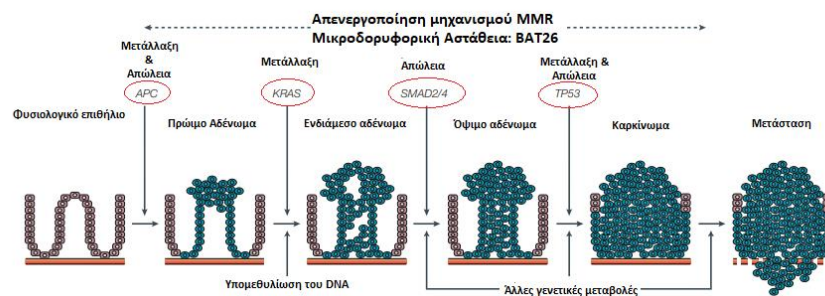 Απενεργοποίηση μηχανισμού MMR
Μικροδορυφορική Αστάθεια: BAT26
Μετάλλαξη &
Απώλεια
APC
Μετάλλαξη
KRAS
Απώλεια
SMAD2/4
Μετάλλαξη &
Απώλεια
TP53
Φυσιολογικό επιθήλιο
Πρώιμο Αδένωμα
Ενδιάμεσο αδένωμα
Όψιμο αδένωμα
Καρκίνωμα
Μετάσταση
Υπομεθυλίωση του DNA
Άλλες γενετικές μεταβολές